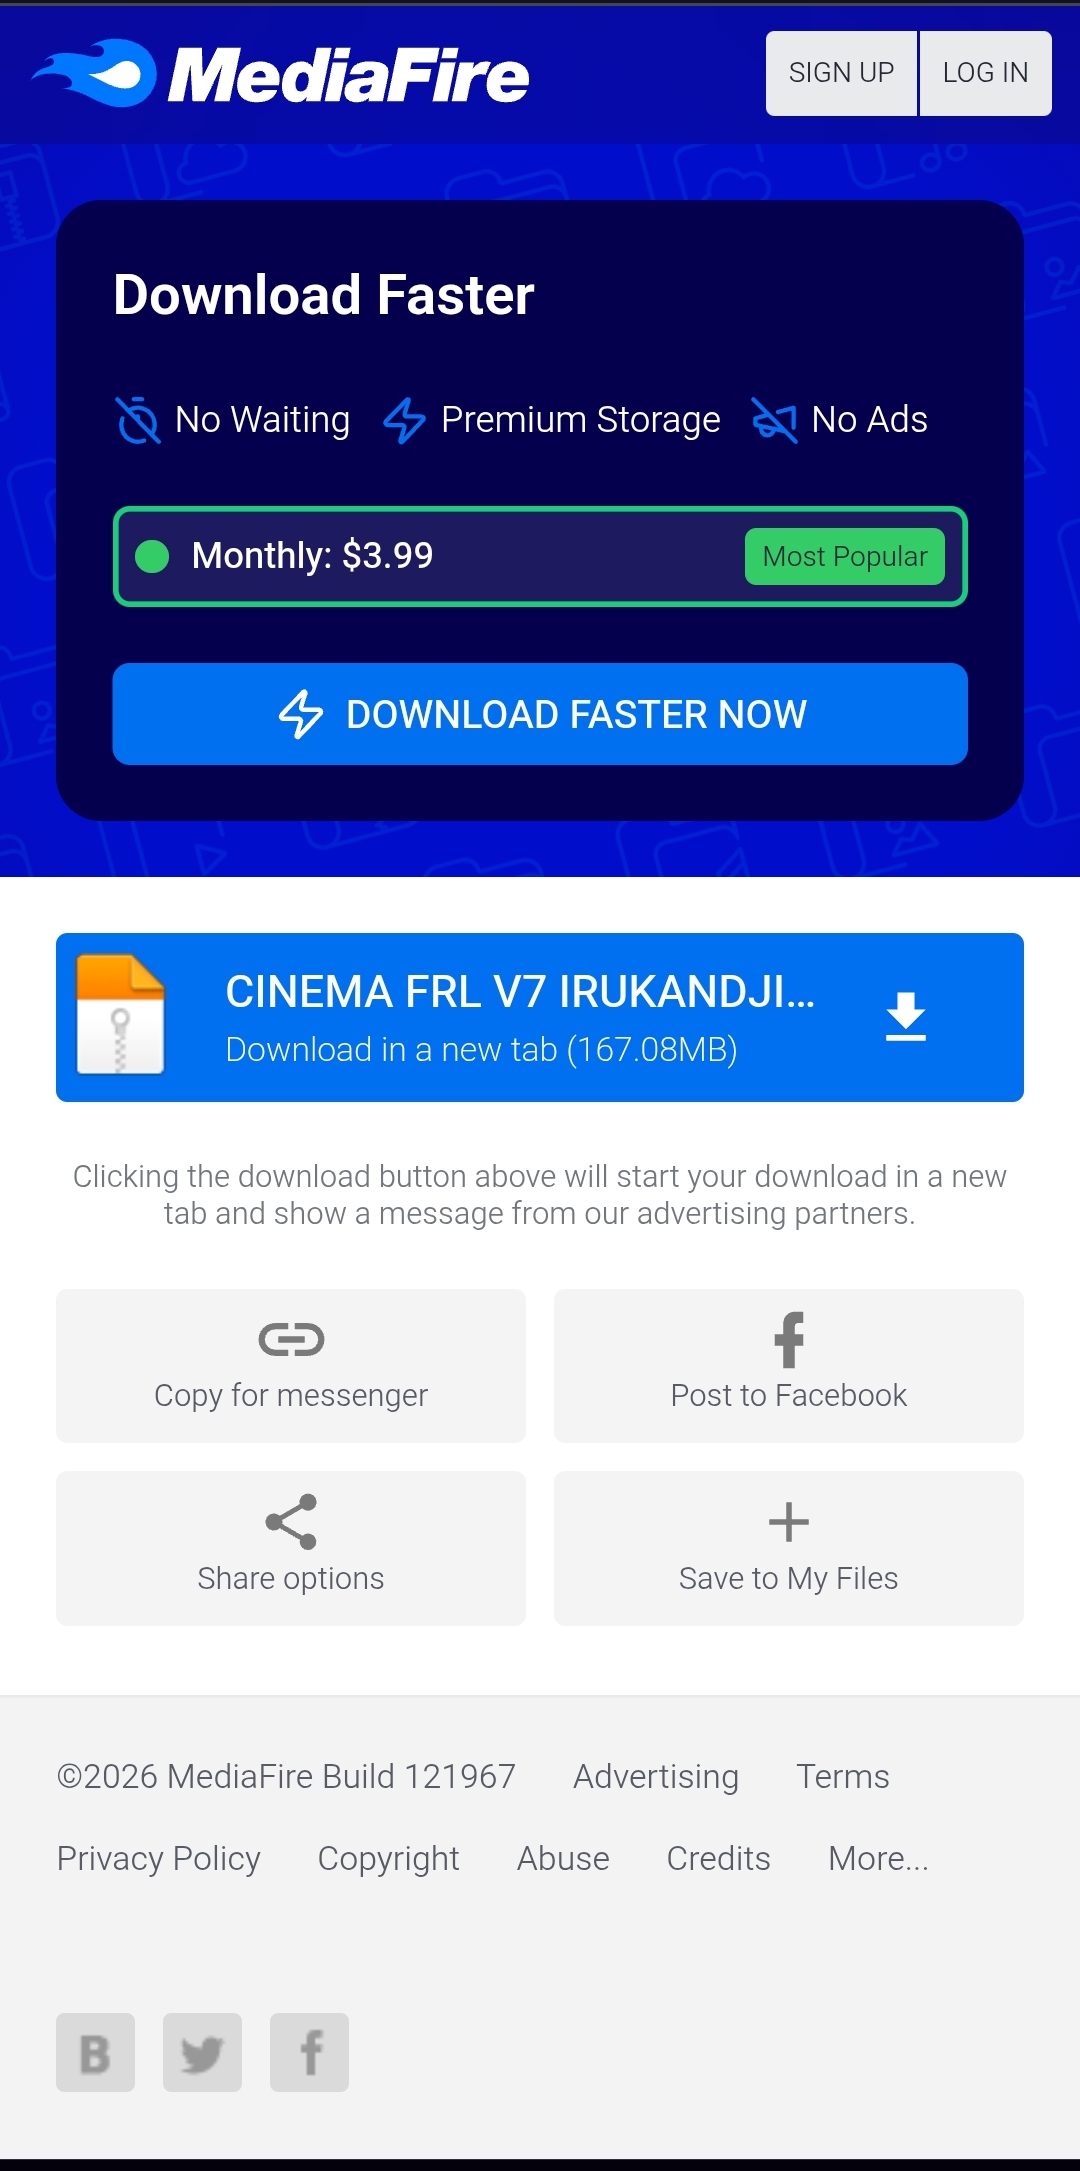 MediaFire
SIGN UP
LOG IN
Download Faster
No Waiting
Premium Storage
No Ads
Monthly: $3.99
Most Popular
DOWNLOAD FASTER NOW
CINEMA FRL V7 IRUKANDJI...
Download in a new tab (167.08MB)
Clicking the download button above will start your download in a new
tab and show a message from our advertising partners.
Copy for messenger
Post to Facebook
Share options
Save to My Files
©2026 MediaFire Build 121967
Advertising
Terms
Privacy Policy
Copyright
Abuse
Credits
More...